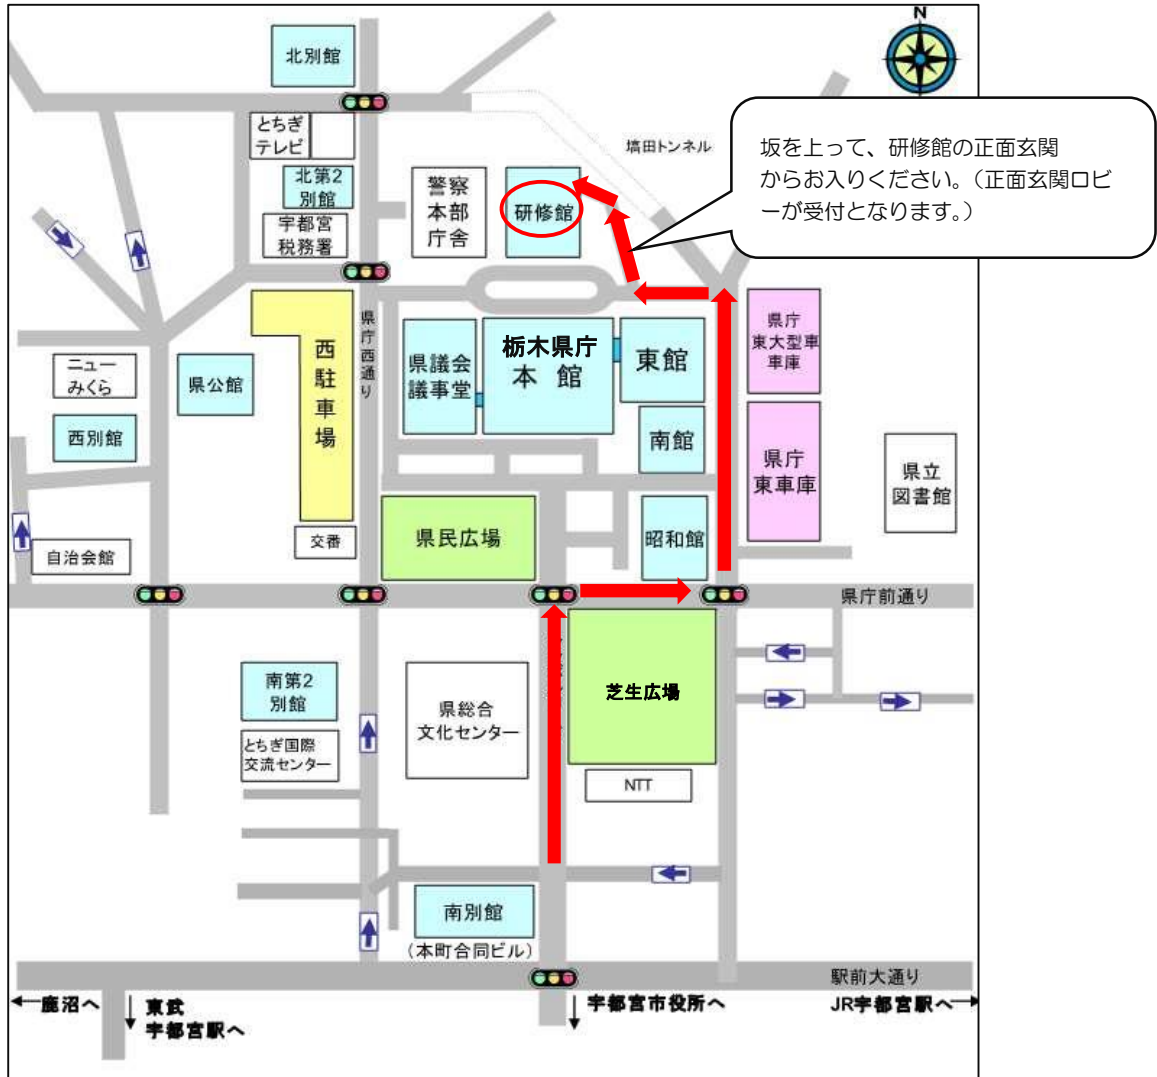 N
北別館
とちぎ
テレビ
塙田トンネル
坂を上って、研修館の正面玄関
からお入りください。（正面玄関ロビ
ーが受付となります。）
北第2
別館
警察
本部
庁舎
研修館
宇都宮
税務署
県庁西通り
西駐車場
県議会
議事堂
栃木県庁
本 館
東館
県庁
東大型車
車庫
ニュー
みくら
県公館
西別館
南館
県庁
東車庫
県立
図書館
県民広場
昭和館
交番
自治会館
県庁前通り
南第2
別館
県総合
文化センター
芝生広場
とちぎ国際
交流センター
NTT
南別館
（本町合同ビル）
駅前大通り
鹿沼へ
東武
宇都宮駅へ
宇都宮市役所へ
JR宇都宮駅へ